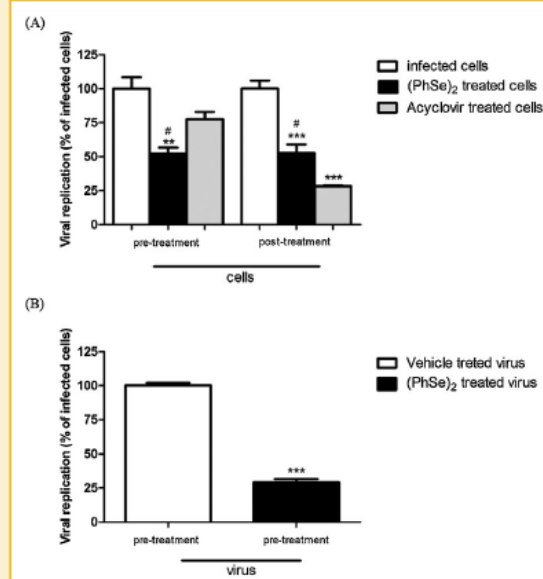 (A)
Viral replication (% of infected cells)
125
100
75
50
25
0
#
**
#
***
***
pre-treatment
post-treatment
cells
infected cells
(PhSe)2 treated cells
Acyclovir treated cells
(B)
Viral replication (% of infected cells)
125
100
75
50
25
0
***
pre-treatment
pre-treatment
virus
Vehicle treted virus
(PhSe)2 treated virus